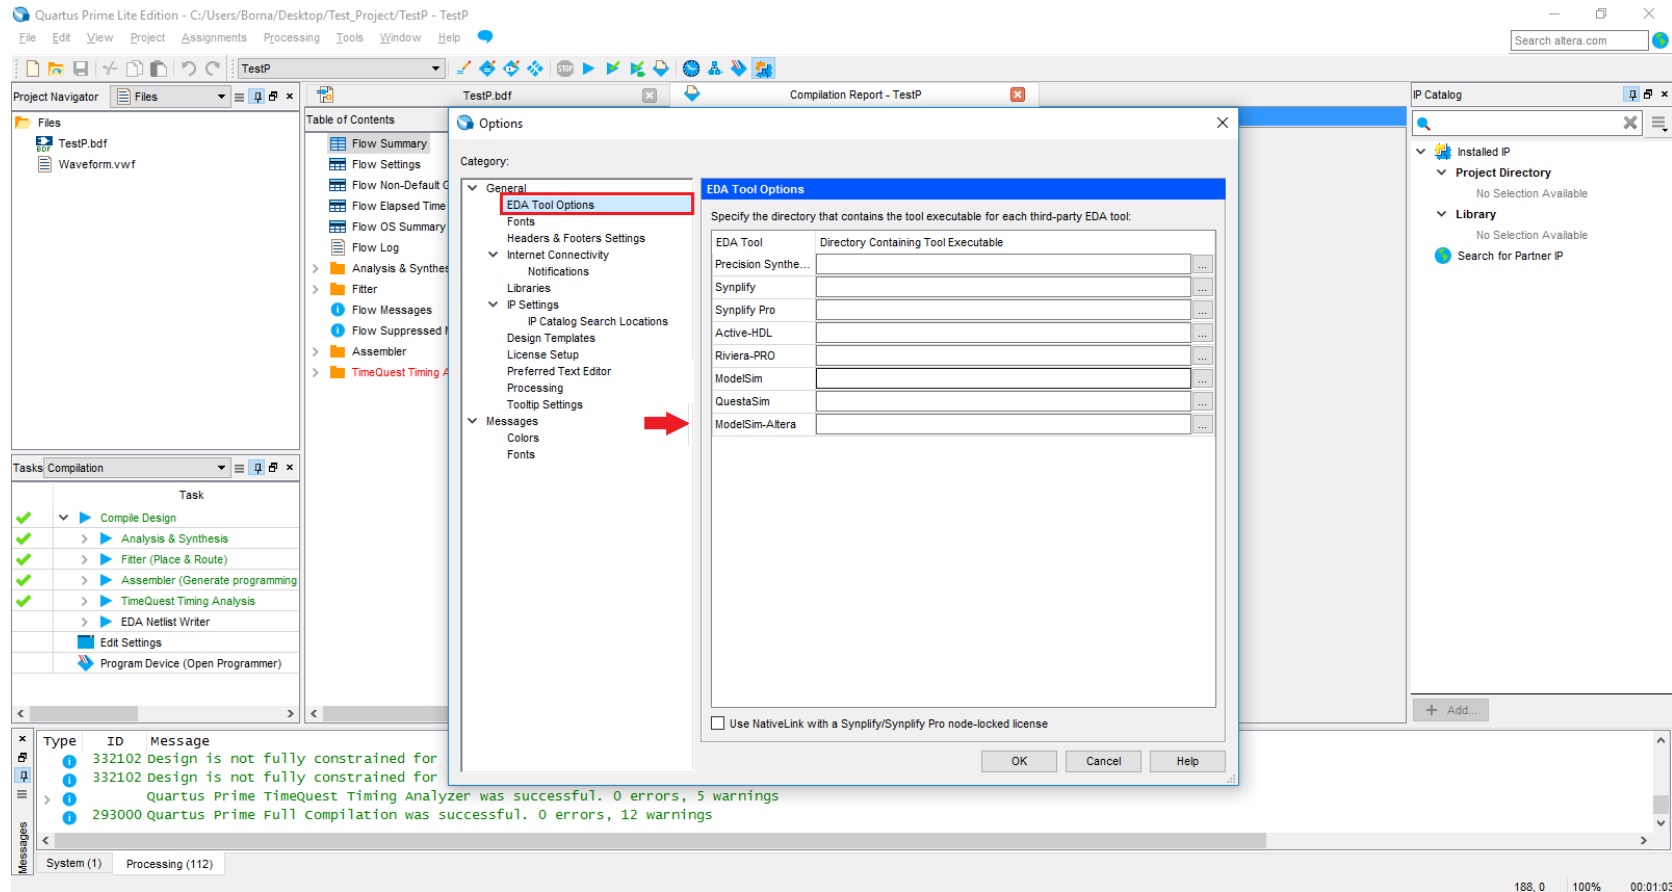 Quartus Prime Lite Edition - C:/Users/Borna/Desktop/Test_Project/TestP - TestP
File Edit View Project Assignments Processing Tools Window Help
Search altera.com
TestP
Project Navigator Files
Files
TestP.bdf
Waveform.vwf
TestP.bdf
Compilation Report - TestP
Table of Contents
Flow Summary
Flow Settings
Flow Non-Default G
Flow Elapsed Time
Flow OS Summary
Flow Log
Analysis & Synthes
Fitter
Flow Messages
Flow Suppressed M
Assembler
TimeQuest Timing A
Options
Category:
General
EDA Tool Options
Fonts
Headers & Footers Settings
Internet Connectivity
Notifications
Libraries
IP Settings
IP Catalog Search Locations
Design Templates
License Setup
Preferred Text Editor
Processing
Tooltip Settings
Messages
Colors
Fonts
EDA Tool Options
Specify the directory that contains the tool executable for each third-party EDA tool:
EDA Tool Directory Containing Tool Executable
Precision Synthe... ...
Synplify ...
Synplify Pro ...
Active-HDL ...
Riviera-PRO ...
ModelSim ...
QuestaSim ...
ModelSim-Altera ...
Use NativeLink with a Synplify/Synplify Pro node-locked license
OK Cancel Help
IP Catalog
Installed IP
Project Directory
No Selection Available
Library
No Selection Available
Search for Partner IP
+ Add...
Tasks Compilation
Task
Compile Design
Analysis & Synthesis
Fitter (Place & Route)
Assembler (Generate programming
TimeQuest Timing Analysis
EDA Netlist Writer
Edit Settings
Program Device (Open Programmer)
Type ID Message
332102 Design is not fully constrained for
332102 Design is not fully constrained for
Quartus Prime TimeQuest Timing Analyzer was successful. 0 errors, 5 warnings
293000 Quartus Prime Full Compilation was successful. 0 errors, 12 warnings
Messages
System (1) Processing (112)
188, 0 100% 00:01:03